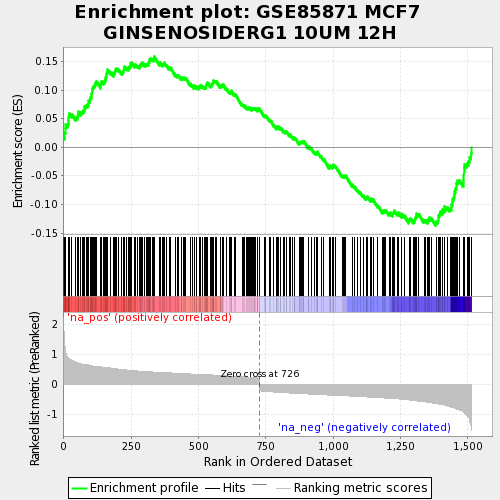 Enrichment plot: GSE85871 MCF7
GINSENOSIDERG1 10UM 12H
Enrichment score (ES)
0.15
0.10
0.05
0.00
-0.05
-0.10
-0.15
Ranked list metric (PreRanked)
2
1
0
-1
'na_pos' (positively correlated)
Zero cross at 726
'na_neg' (negatively correlated)
0
250
500
750
1,000
1,250
1,500
Rank in Ordered Dataset
Enrichment profile
Hits
Ranking metric scores